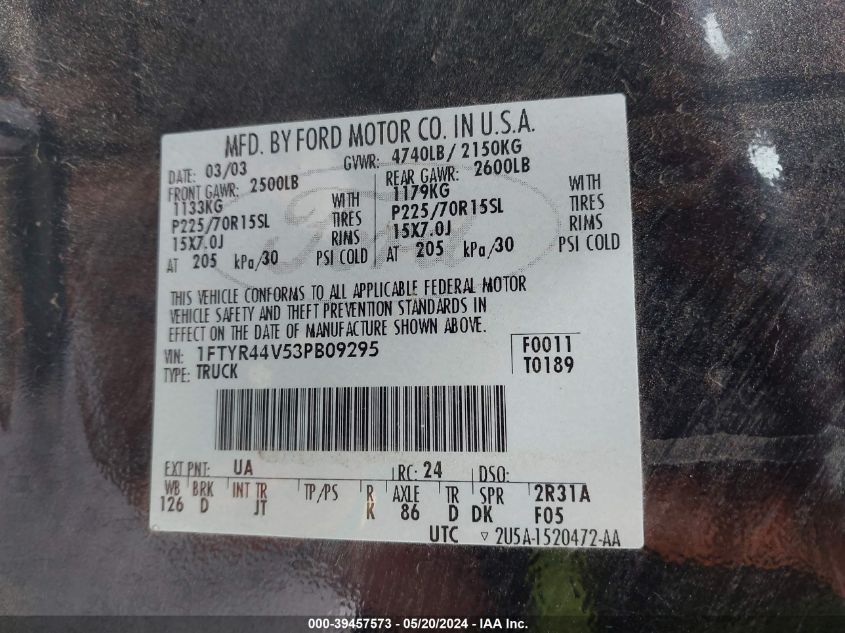 MFD. BY FORD MOTOR CO. IN U.S.A.
DATE: 03/03 GVWR: 4740LB/ 2150KG
FRONT GAWR: 2500LB REAR GAWR: 2600LB
1133KG WITH 1179KG WITH
P225/70R15SL TIRES P225/70R15SL TIRES
15X7.0J RIMS 15X7.0J RIMS
AT 205 kPa/30 PSI COLD AT 205 kPa/30 PSI COLD
THIS VEHICLE CONFORMS TO ALL APPLICABLE FEDERAL MOTOR
VEHICLE SAFETY AND THEFT PREVENTION STANDARDS IN
EFFECT ON THE DATE OF MANUFACTURE SHOWN ABOVE.
VIN: 1FTYR44V53PB09295 F0011
TYPE: TRUCK T0189
EXT PNT: UA RC: 24 DSO:
WB BRK INT TR TP/PS R AXLE TR SPR 2R31A
126 D JT K 86 D DK F05
UTC ▿ 2U5A-1520472-AA
Ford
000-39457573 - 05/20/2024 - IAA Inc.